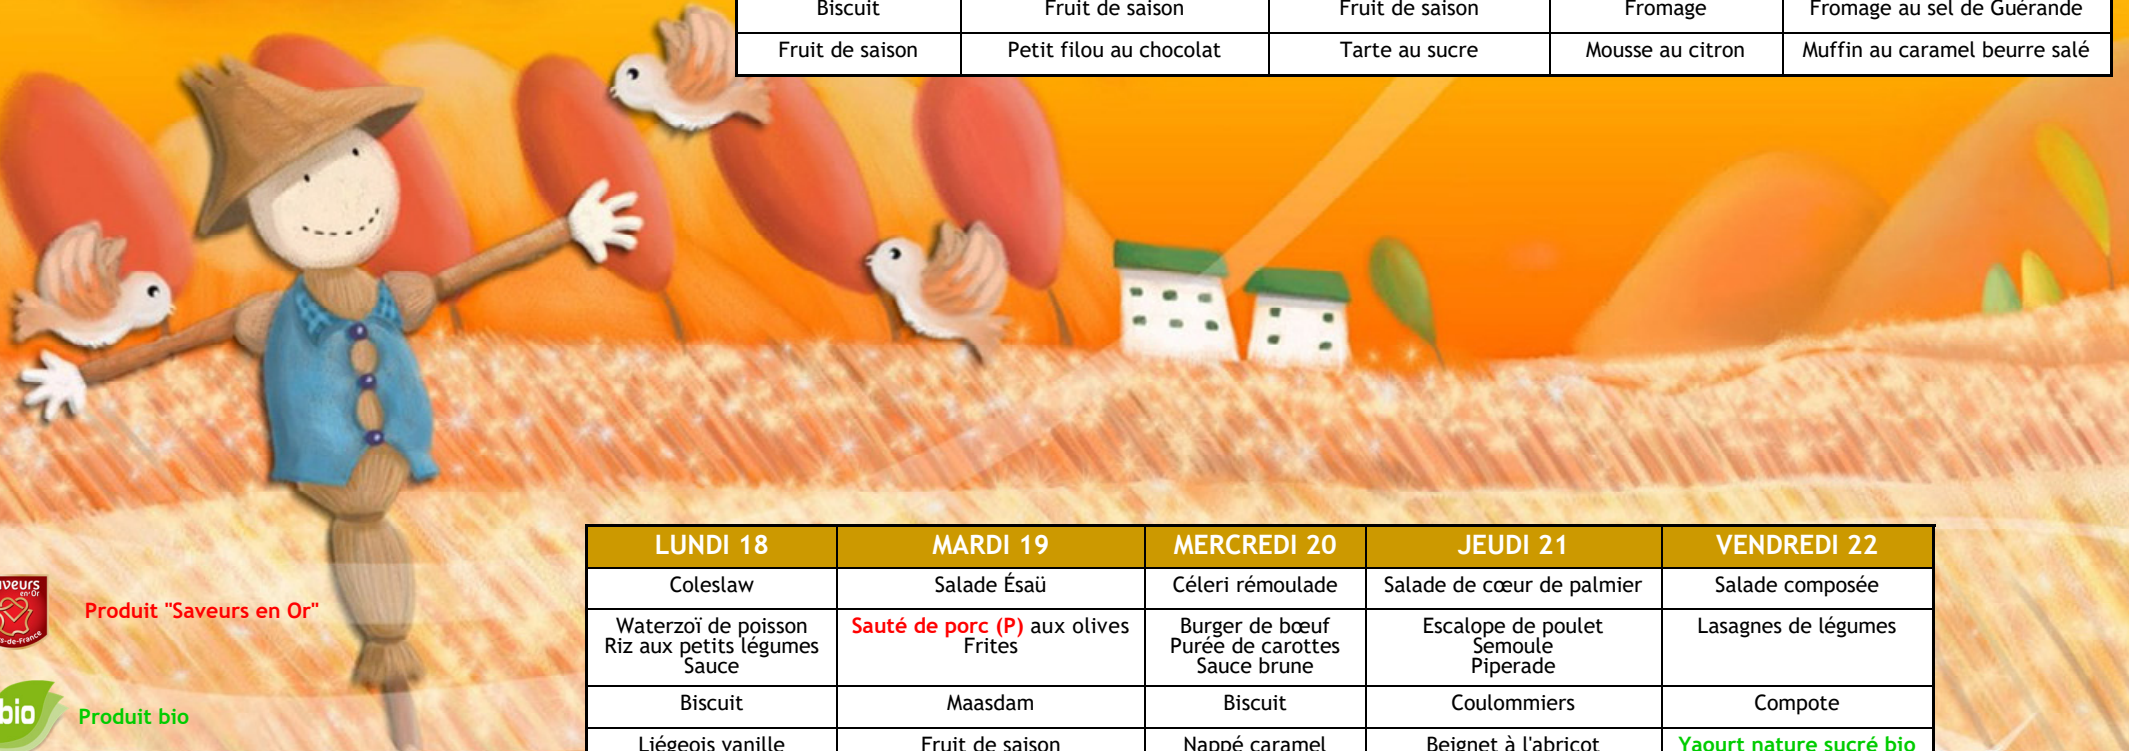 Biscuit Fruit de saison Fruit de saison Fromage Fromage au sel de Guérande
Fruit de saison Petit filou au chocolat Tarte au sucre Mousse au citron Muffin au caramel beurre salé
LUNDI 18 MARDI 19 MERCREDI 20 JEUDI 21 VENDREDI 22
Coleslaw Salade Ésaü Céleri rémoulade Salade de cœur de palmier Salade composée
Waterzoï de poisson
Riz aux petits légumes
Sauce
Sauté de porc (P) aux olives
Frites
Burger de bœuf
Purée de carottes
Sauce brune
Escalope de poulet
Semoule
Piperade
Lasagnes de légumes
Biscuit Maasdam Biscuit Coulommiers Compote
Liégeois vanille Fruit de saison Nappé caramel Beignet à l'abricot Yaourt nature sucré bio
en'Or
Produit "Saveurs en Or"
bio
Produit bio